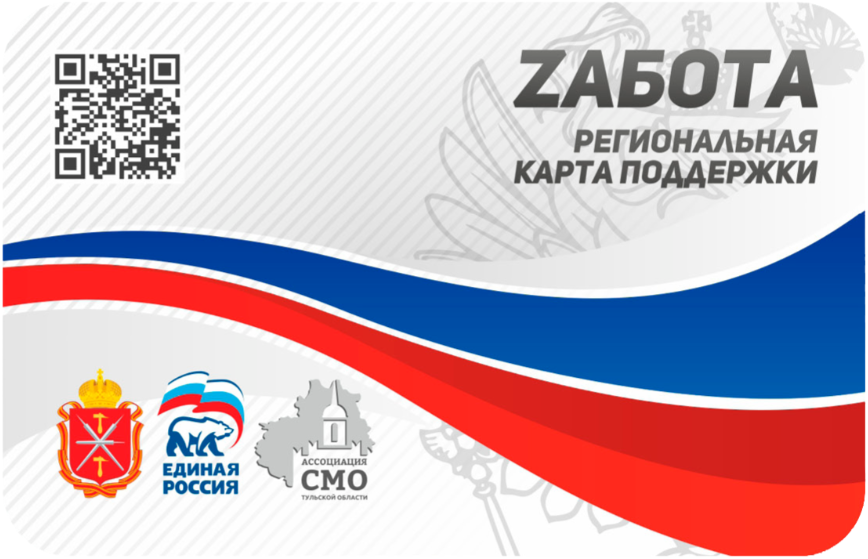 ZАБОТА
РЕГИОНАЛЬНАЯ
КАРТА ПОДДЕРЖКИ
ЕДИНАЯ
РОССИЯ
АССОЦИАЦИЯ
СМО
ТУЛЬСКОЙ ОБЛАСТИ